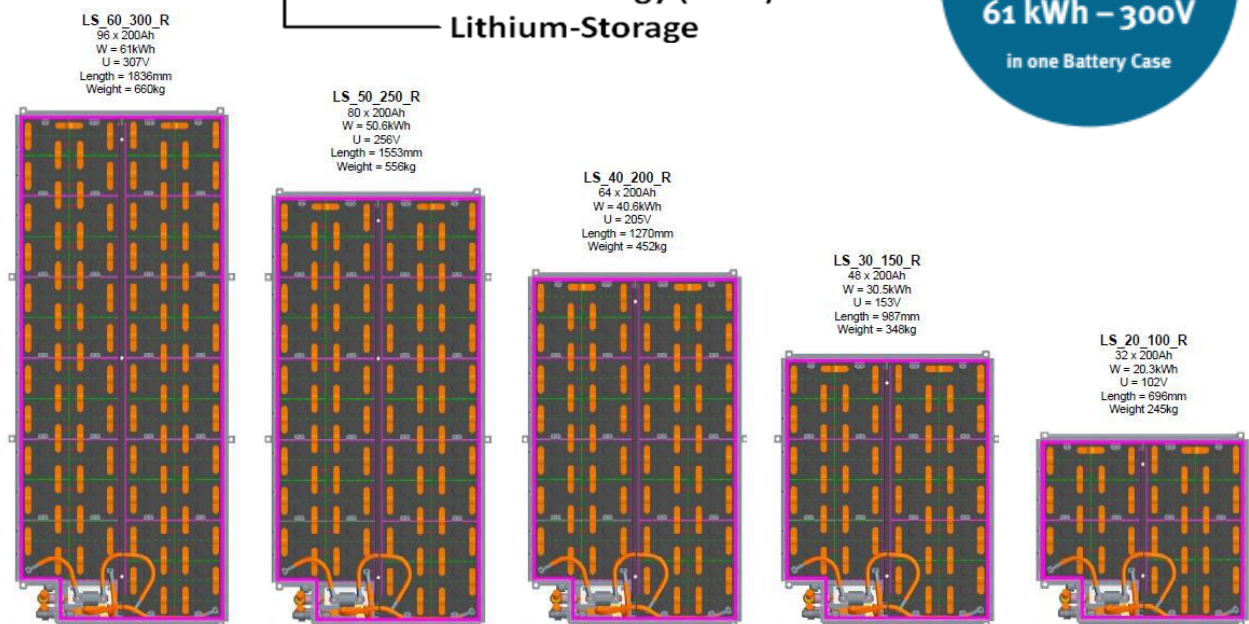 Lithium-Storage
61 kWh – 300V
in one Battery Case
LS_60_300_R
96 x 200Ah
W = 61kWh
U = 307V
Length = 1836mm
Weight = 660kg
LS_50_250_R
80 x 200Ah
W = 50.6kWh
U = 256V
Length = 1553mm
Weight = 556kg
LS_40_200_R
64 x 200Ah
W = 40.6kWh
U = 205V
Length = 1270mm
Weight = 452kg
LS_30_150_R
48 x 200Ah
W = 30.5kWh
U = 153V
Length = 987mm
Weight = 348kg
LS_20_100_R
32 x 200Ah
W = 20.3kWh
U = 102V
Length = 696mm
Weight 245kg